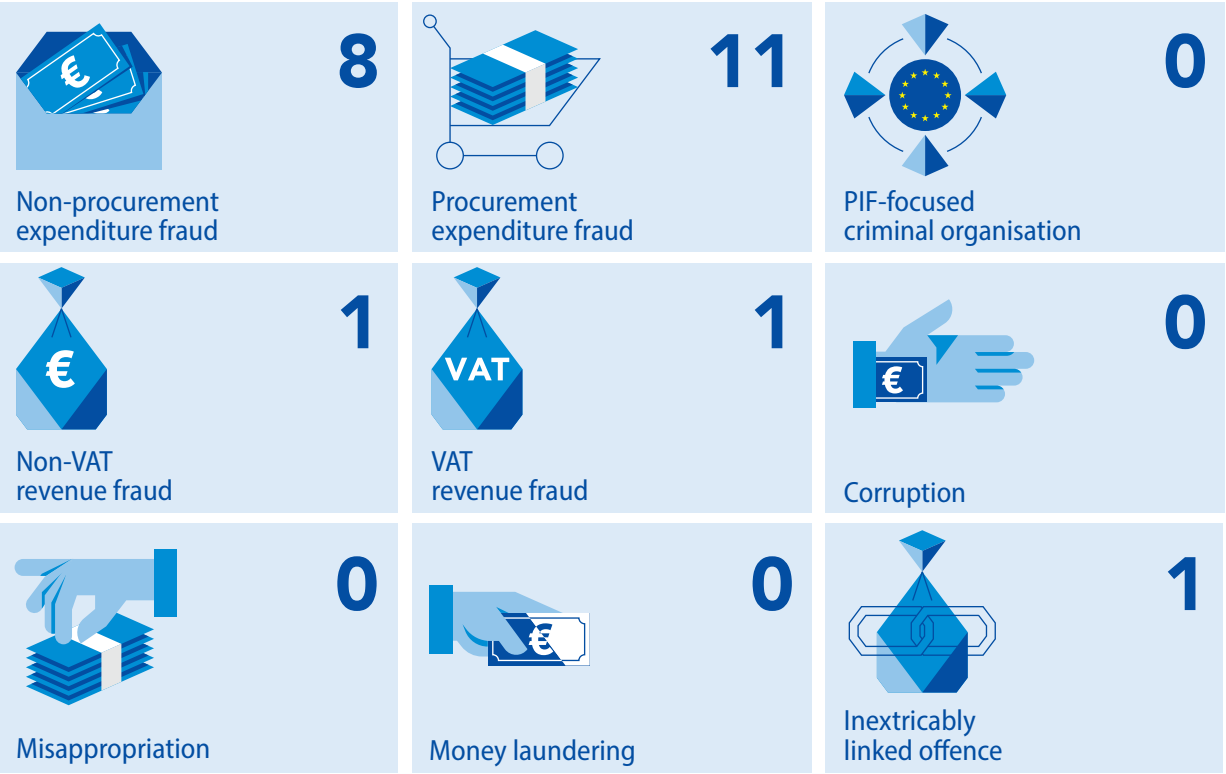 €
8
Non-procurement
expenditure fraud
11
Procurement
expenditure fraud
0
PIF-focused
criminal organisation
€
1
Non-VAT
revenue fraud
VAT
1
VAT
revenue fraud
€
0
Corruption
0
Misappropriation
€
0
Money laundering
1
Inextricably
linked offence